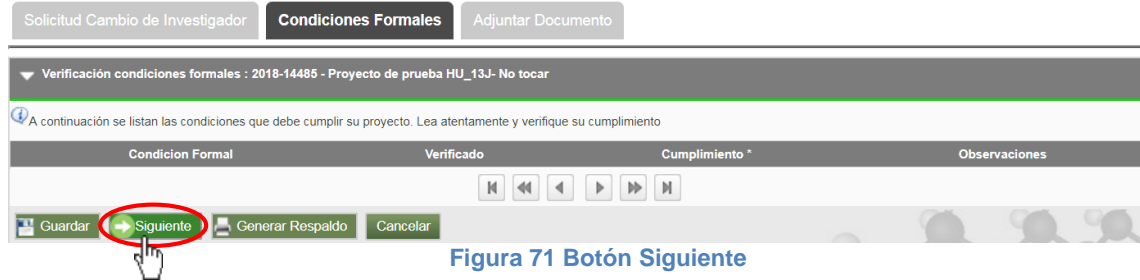 Solicitud Cambio de Investigador Condiciones Formales Adjuntar Documento
Verificación condiciones formales : 2018-14485 - Proyecto de prueba HU_13J- No tocar
A continuación se listan las condiciones que debe cumplir su proyecto. Lea atentamente y verifique su cumplimiento
Condicion Formal Verificado Cumplimiento * Observaciones
Guardar Siguiente Generar Respaldo Cancelar
Figura 71 Botón Siguiente